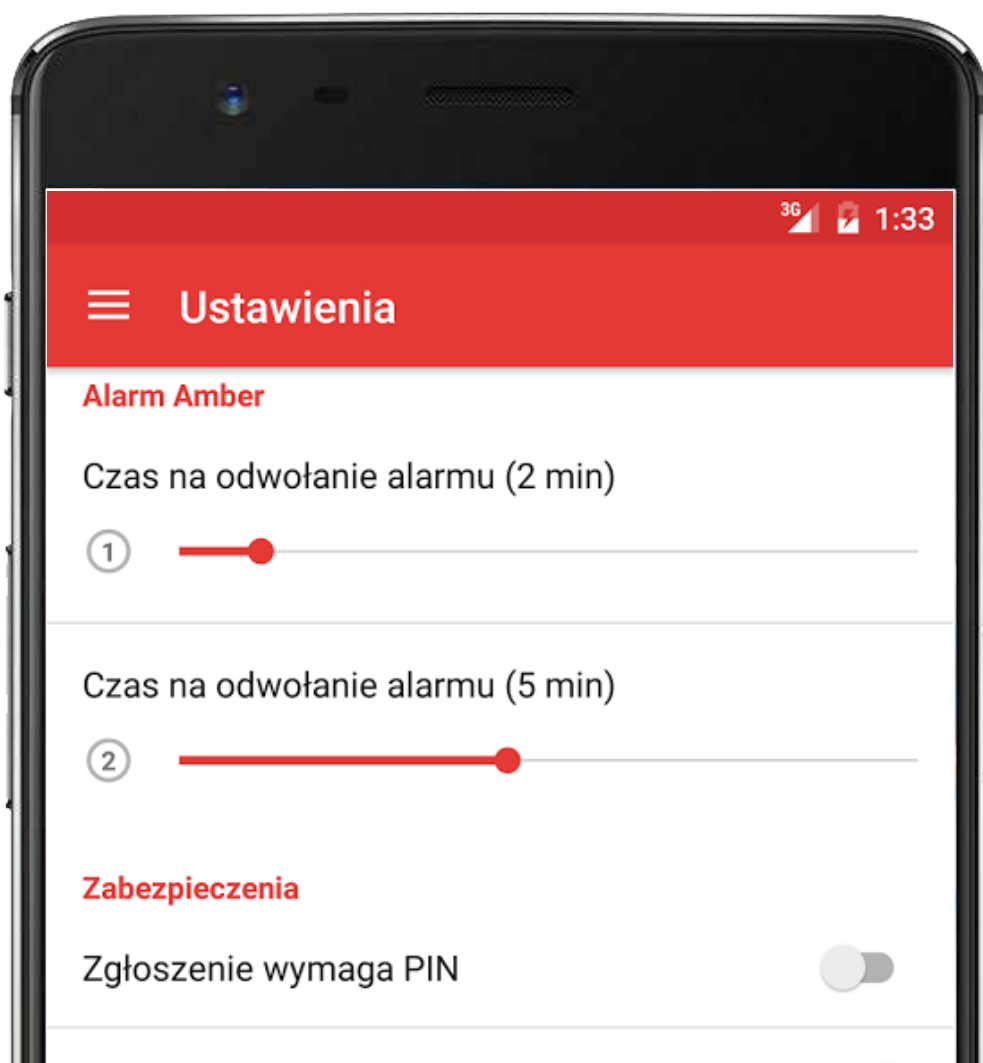 3G 1:33
Ustawienia
Alarm Amber
Czas na odwołanie alarmu (2 min)
1
Czas na odwołanie alarmu (5 min)
2
Zabezpieczenia
Zgłoszenie wymaga PIN